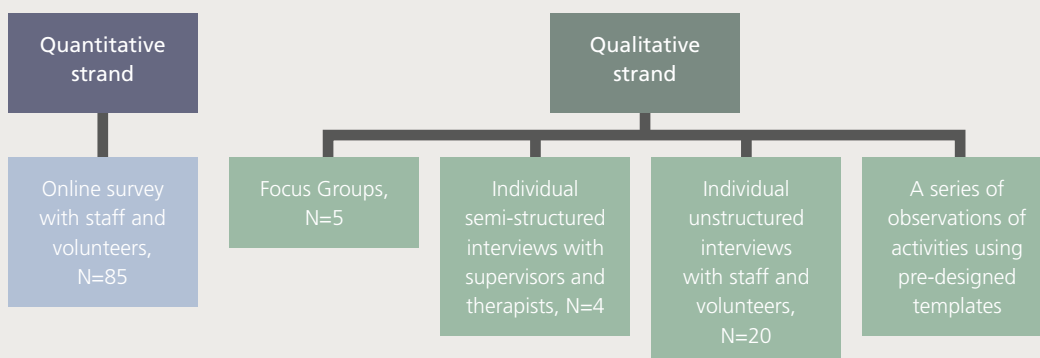 Quantitative
strand
Qualitative
strand
Online survey
with staff and
volunteers,
N=85
Focus Groups,
N=5
Individual
semi-structured
interviews with
supervisors and
therapists, N=4
Individual
unstructured
interviews
with staff and
volunteers,
N=20
A series of
observations of
activities using
pre-designed
templates